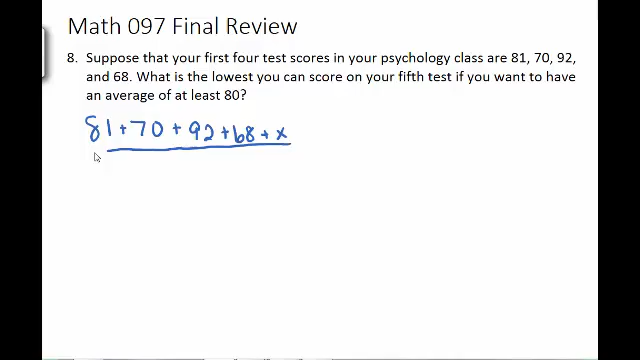 Math 097 Final Review
8. Suppose that your first four test scores in your psychology class are 81, 70, 92,
and 68. What is the lowest you can score on your fifth test if you want to have
an average of at least 80?
81+70+92+68+x